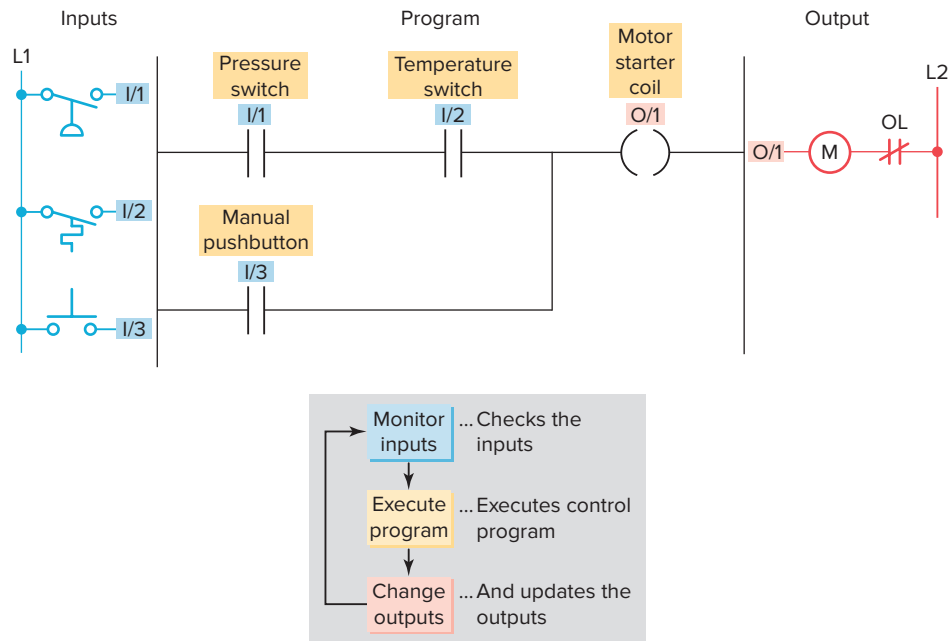 Inputs
Program
Output
L1
I/1
I/2
I/3
Pressure
switch
I/1
Temperature
switch
I/2
Motor
starter
coil
O/1
Manual
pushbutton
I/3
L2
O/1
M
OL
Monitor
inputs
...Checks the
inputs
Execute
program
...Executes control
program
Change
outputs
...And updates the
outputs